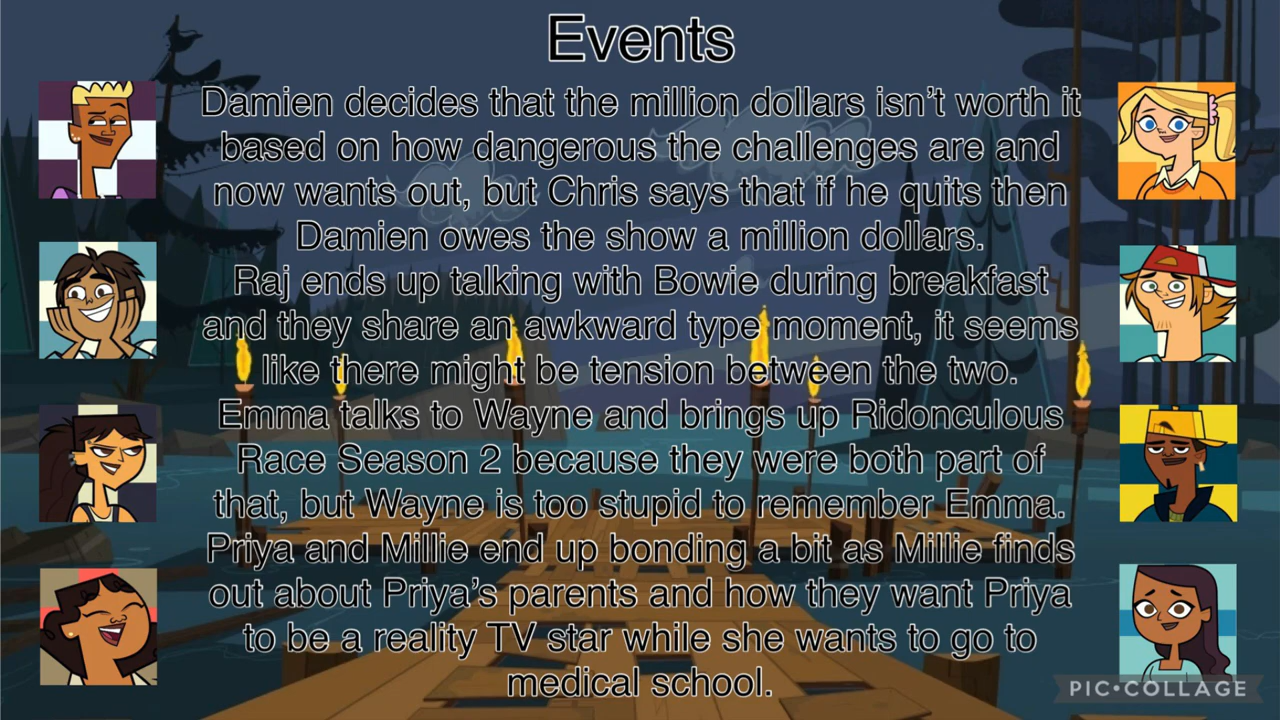 Events
Damien decides that the million dollars isn’t worth it
based on how dangerous the challenges are and
now wants out, but Chris says that if he quits then
Damien owes the show a million dollars.
Raj ends up talking with Bowie during breakfast
and they share an awkward type moment, it seems
like there might be tension between the two.
Emma talks to Wayne and brings up Ridonculous
Race Season 2 because they were both part of
that, but Wayne is too stupid to remember Emma.
Priya and Millie end up bonding a bit as Millie finds
out about Priya’s parents and how they want Priya
to be a reality TV star while she wants to go to
medical school.
PIC•COLLAGE